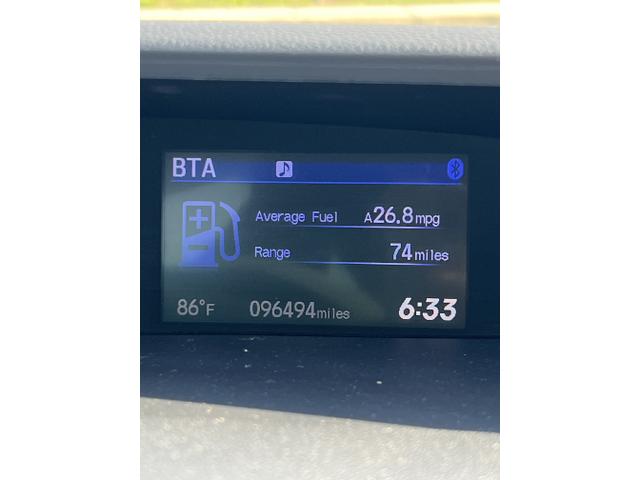 BTA
Average Fuel A26.8mpg
Range 74miles
86°F 096494miles 6:33